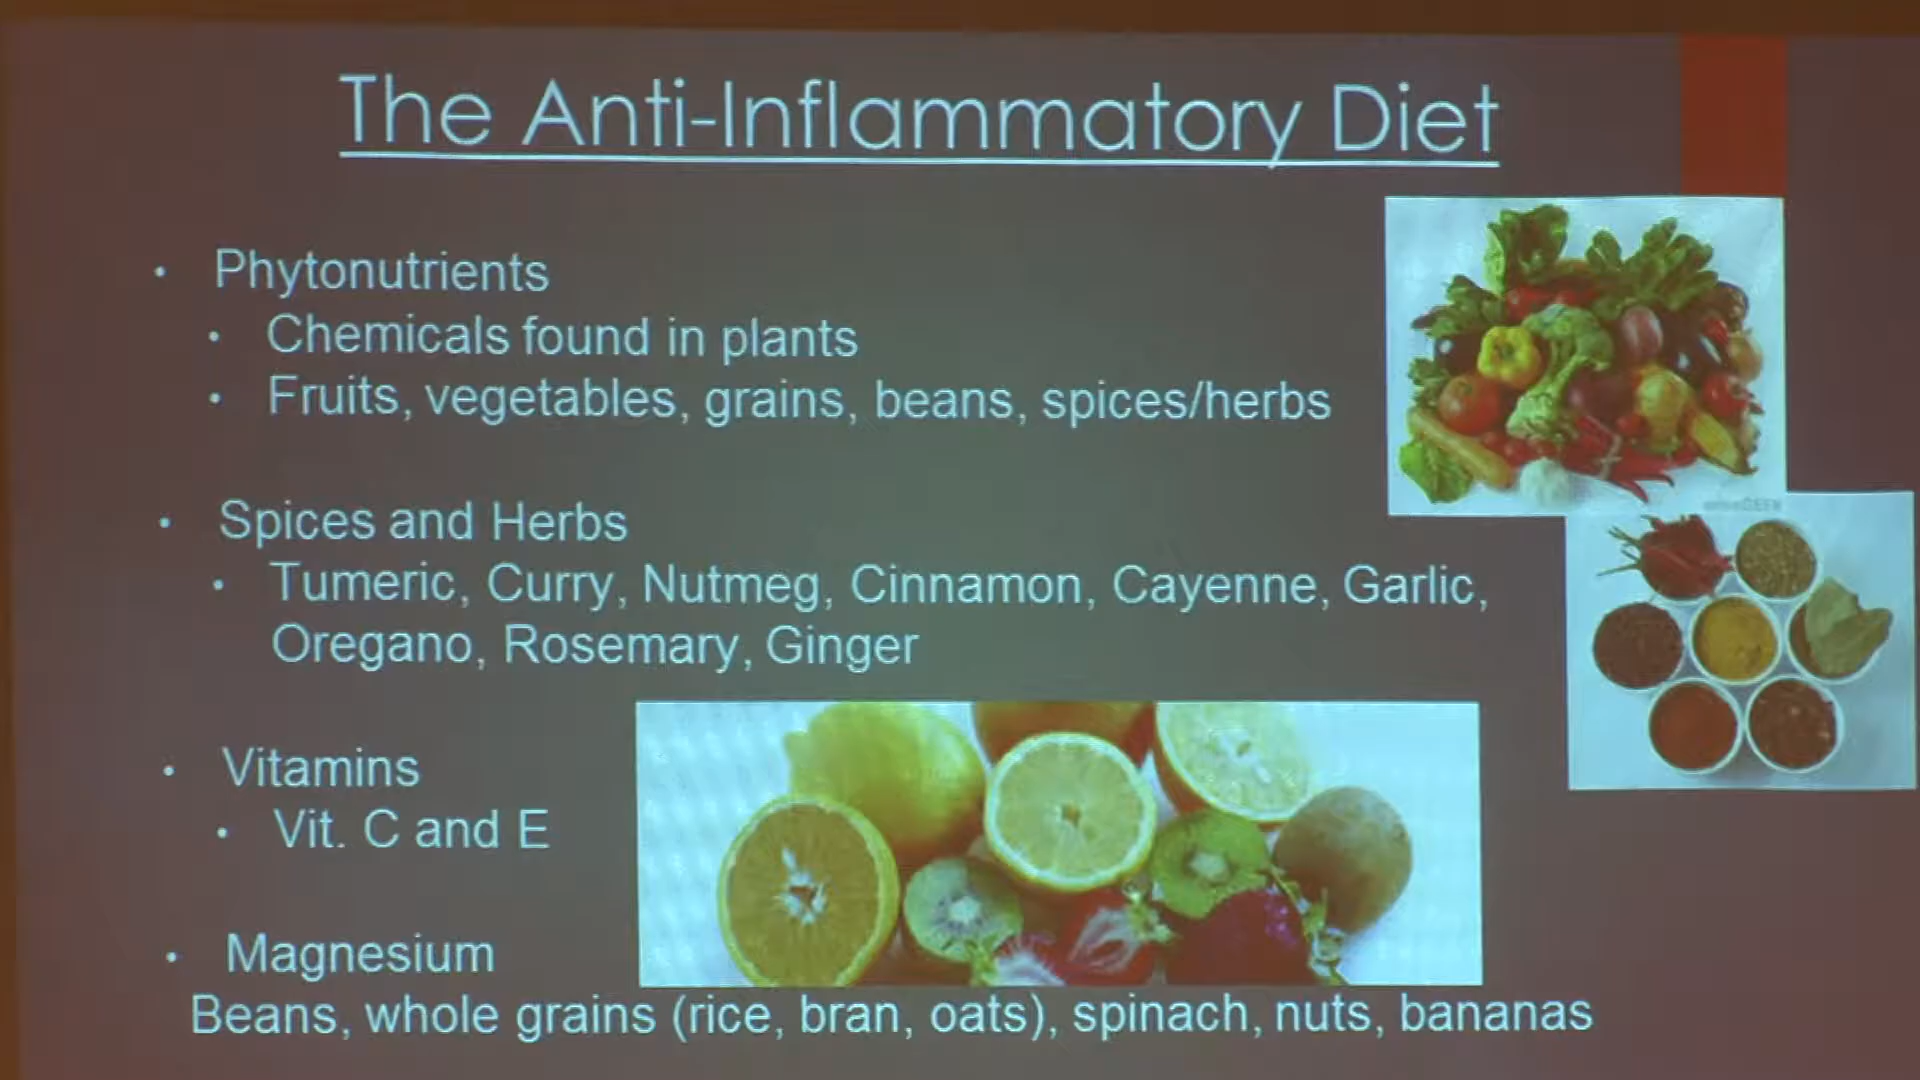 The Anti-Inflammatory Diet
• Phytonutrients
• Chemicals found in plants
• Fruits, vegetables, grains, beans, spices/herbs
• Spices and Herbs
• Tumeric, Curry, Nutmeg, Cinnamon, Cayenne, Garlic,
Oregano, Rosemary, Ginger
• Vitamins
• Vit. C and E
• Magnesium
Beans, whole grains (rice, bran, oats), spinach, nuts, bananas